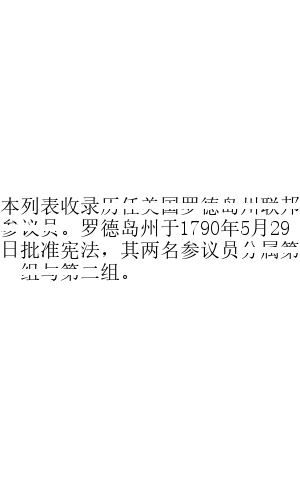 本列表收录历任美国罗德岛州联邦
参议员。罗德岛州于1790年5月29
日批准宪法，其两名参议员分属第
组与第二组。